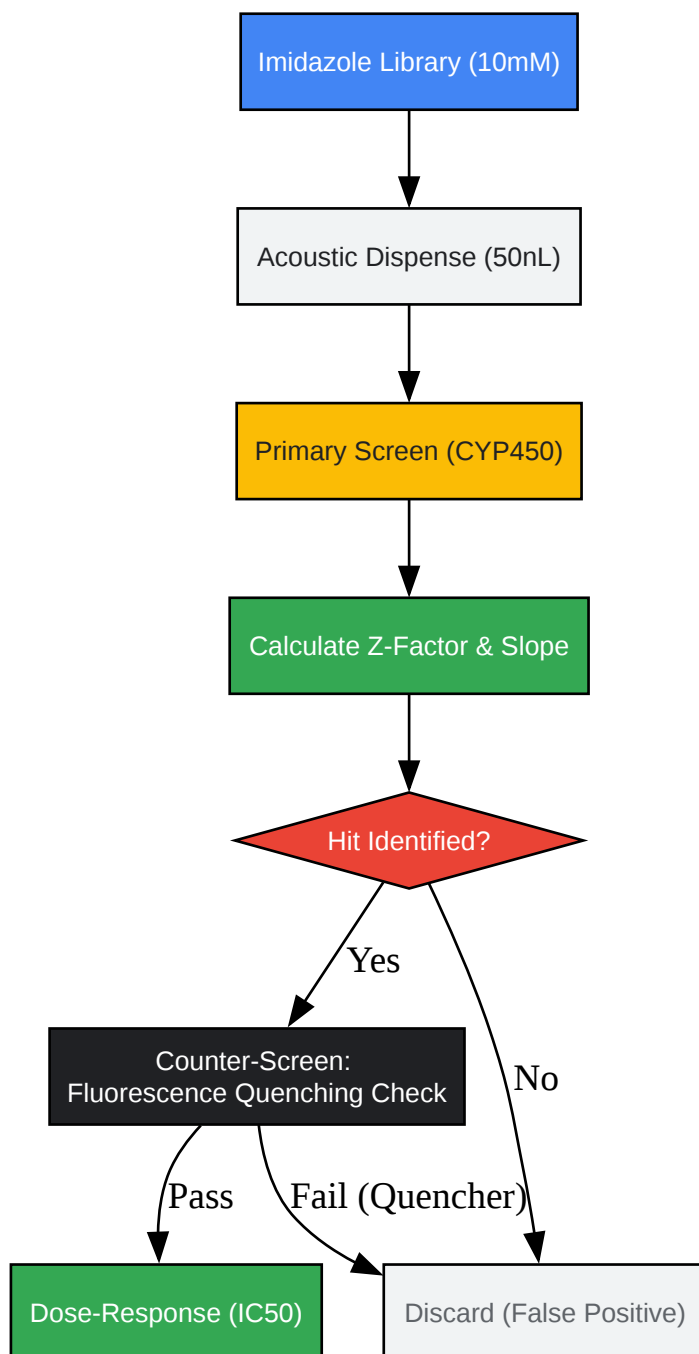 Imidazole Library (10mM)
Acoustic Dispense (50nL)
Primary Screen (CYP450)
Calculate Z-Factor & Slope
Hit Identified?
Yes
Counter-Screen:
Fluorescence Quenching Check
No
Pass
Fail (Quencher)
Dose-Response (IC50)
Discard (False Positive)